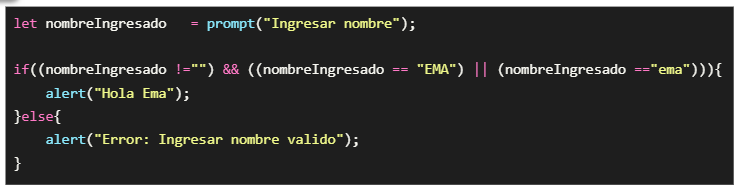 let nombreIngresado   = prompt("Ingresar nombre");
if((nombreIngresado !="") && ((nombreIngresado == "EMA") || (nombreIngresado =="ema"))){
    alert("Hola Ema");
}else{
    alert("Error: Ingresar nombre valido");
}